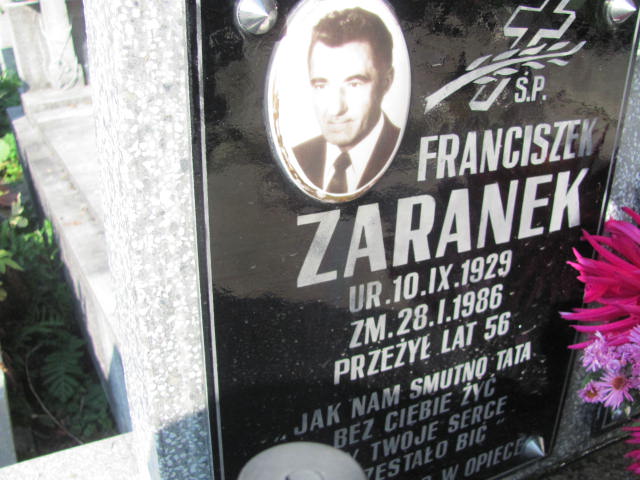 Ś.P.
FRANCISZEK
ZARANEK
UR. 10.IX.1929
ZM. 28.I.1986
PRZEŻYŁ LAT 56
„JAK NAM SMUTNO TATA
BEZ CIEBIE ŻYĆ
TWOJE SERCE
BIĆ"
W OPIECE